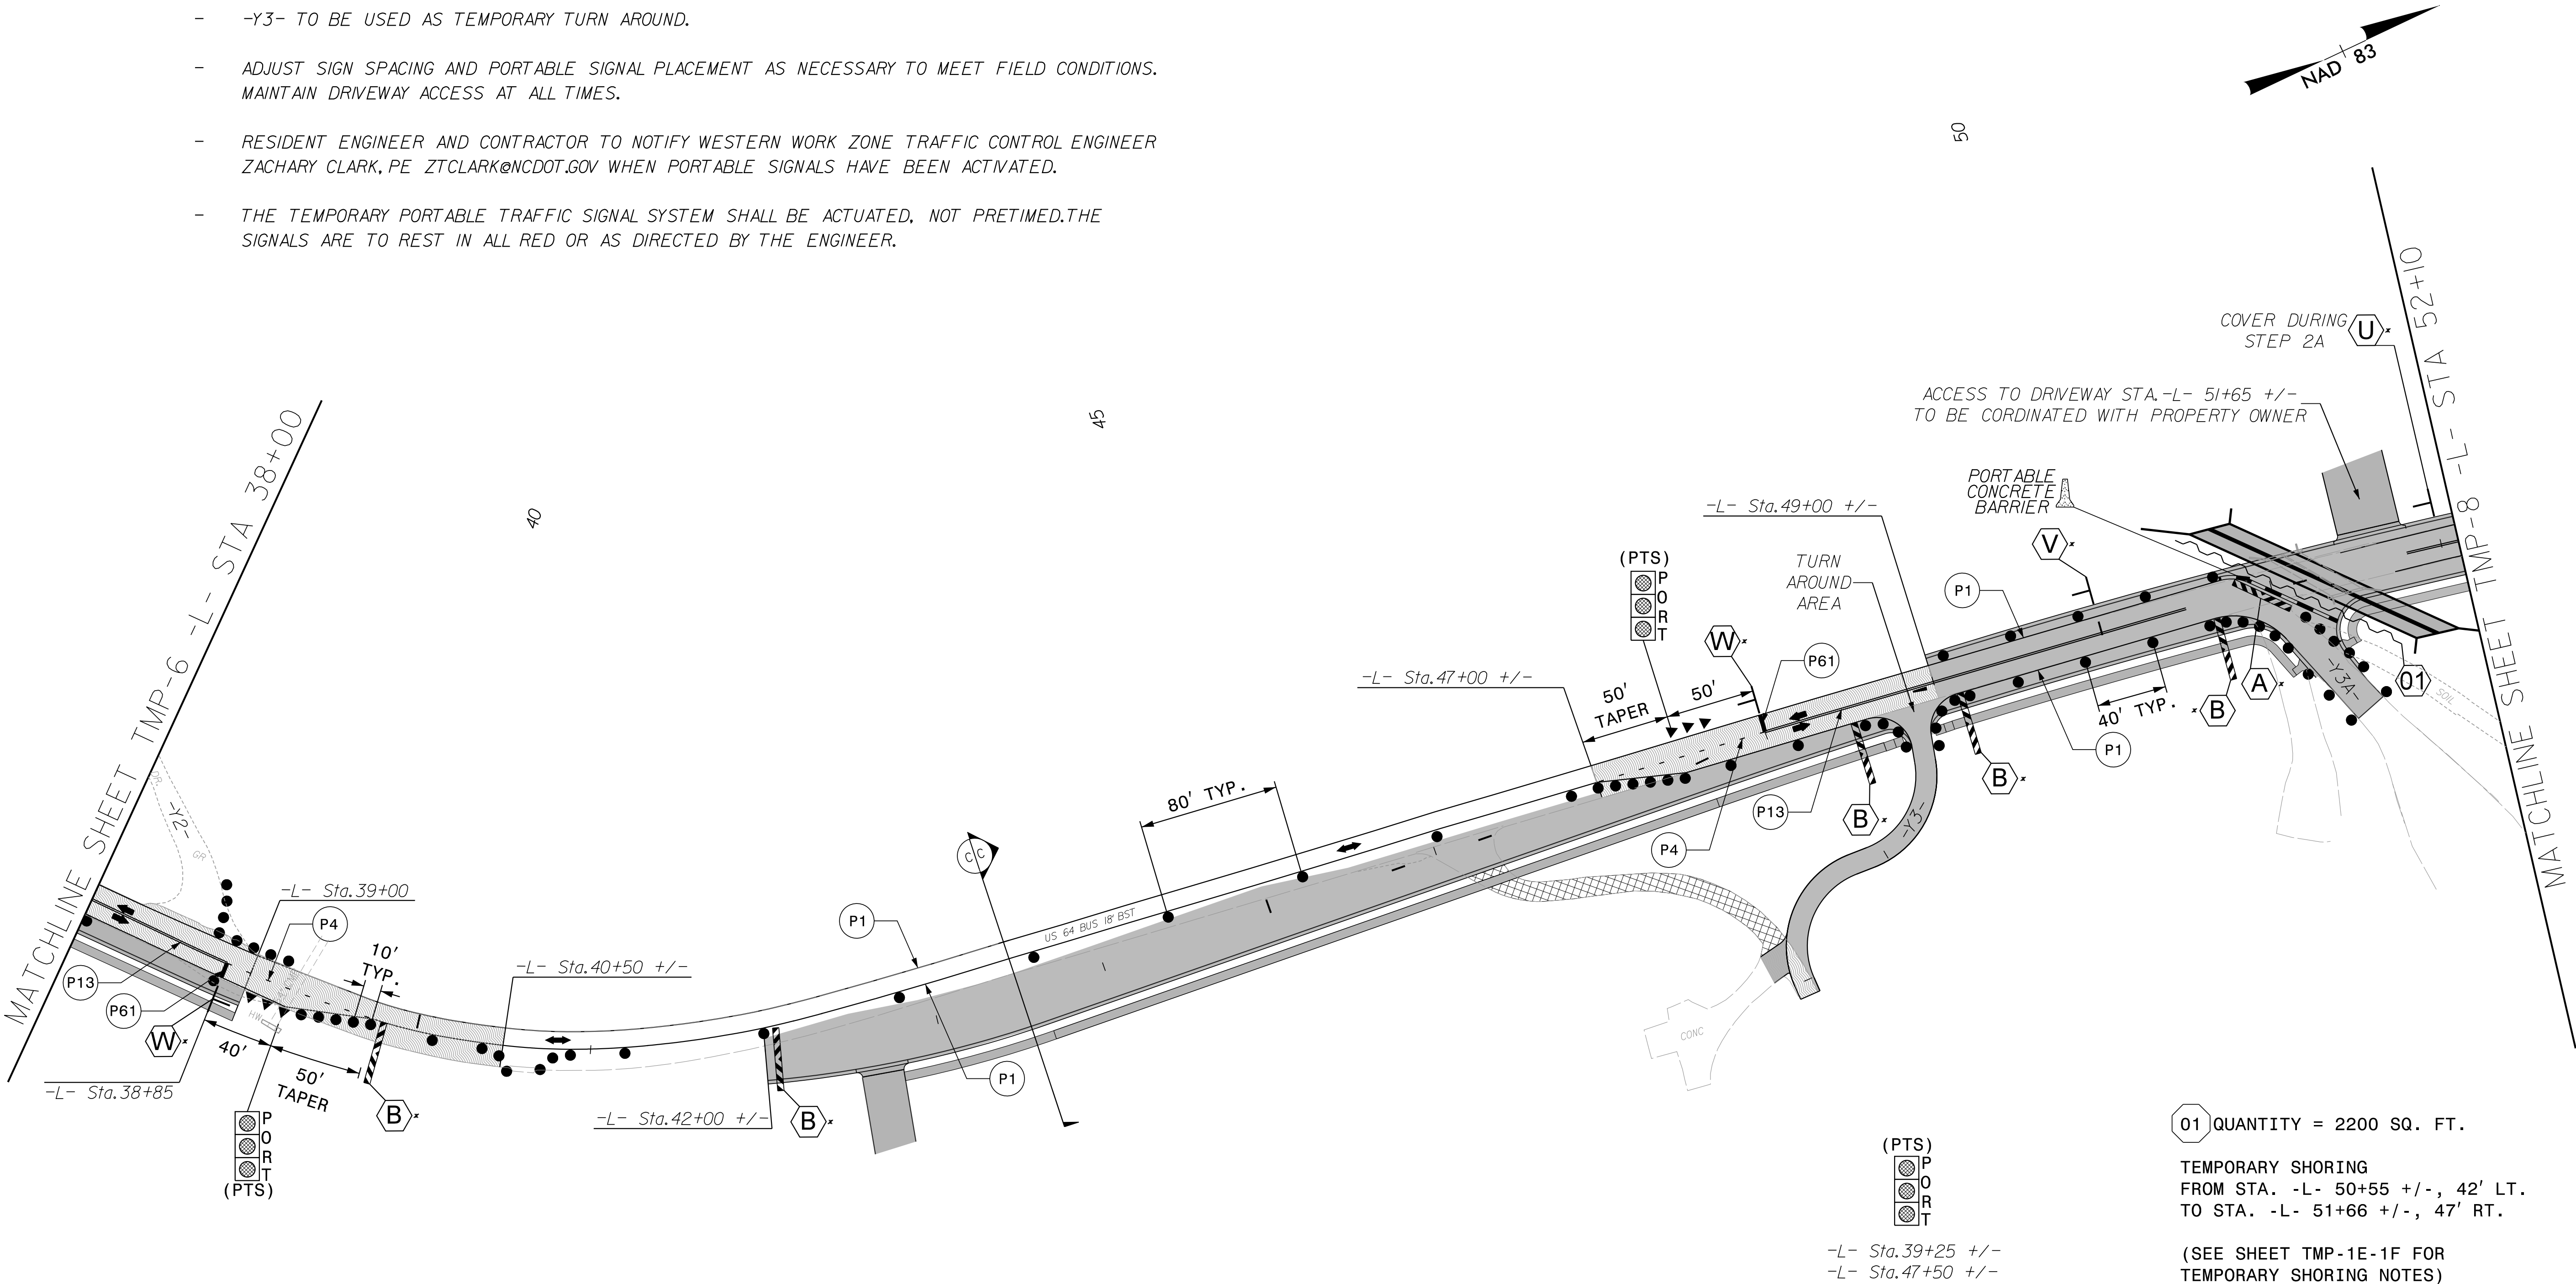 - -Y3- TO BE USED AS TEMPORARY TURN AROUND.
- ADJUST SIGN SPACING AND PORTABLE SIGNAL PLACEMENT AS NECESSARY TO MEET FIELD CONDITIONS.
MAINTAIN DRIVEWAY ACCESS AT ALL TIMES.
- RESIDENT ENGINEER AND CONTRACTOR TO NOTIFY WESTERN WORK ZONE TRAFFIC CONTROL ENGINEER
ZACHARY CLARK, PE ZTCLARK@NCDOT.GOV WHEN PORTABLE SIGNALS HAVE BEEN ACTIVATED.
- THE TEMPORARY PORTABLE TRAFFIC SIGNAL SYSTEM SHALL BE ACTUATED, NOT PRETIMED.THE
SIGNALS ARE TO REST IN ALL RED OR AS DIRECTED BY THE ENGINEER.
NAD 83
50
45
40
MATCHLINE SHEET TMP-6 -L- STA 38+00
MATCHLINE SHEET TMP-8 -L- STA 52+10
COVER DURING
STEP 2A
U
ACCESS TO DRIVEWAY STA.-L- 51+65 +/-
TO BE CORDINATED WITH PROPERTY OWNER
PORTABLE
CONCRETE
BARRIER
-L- Sta.49+00 +/-
V
(PTS)
PORT
TURN
AROUND
AREA
P1
W
P61
-L- Sta.47+00 +/-
50'
TAPER
50'
-Y3A-
A
01
SOIL
B
40' TYP.
P1
B
B
P13
P4
-Y3-
80' TYP.
C C
US 64 BUS 18' BST
P1
P1
DR
-Y2-
GR
-L- Sta.39+00
P4
10'
TYP.
-L- Sta.40+50 +/-
P13
P61
W
HW
40'
50'
TAPER
B
-L- Sta.38+85
-L- Sta.42+00 +/-
B
PORT
(PTS)
CONC
(PTS)
PORT
-L- Sta.39+25 +/-
-L- Sta.47+50 +/-
01 QUANTITY = 2200 SQ. FT.
TEMPORARY SHORING
FROM STA. -L- 50+55 +/-, 42' LT.
TO STA. -L- 51+66 +/-, 47' RT.
(SEE SHEET TMP-1E-1F FOR
TEMPORARY SHORING NOTES)